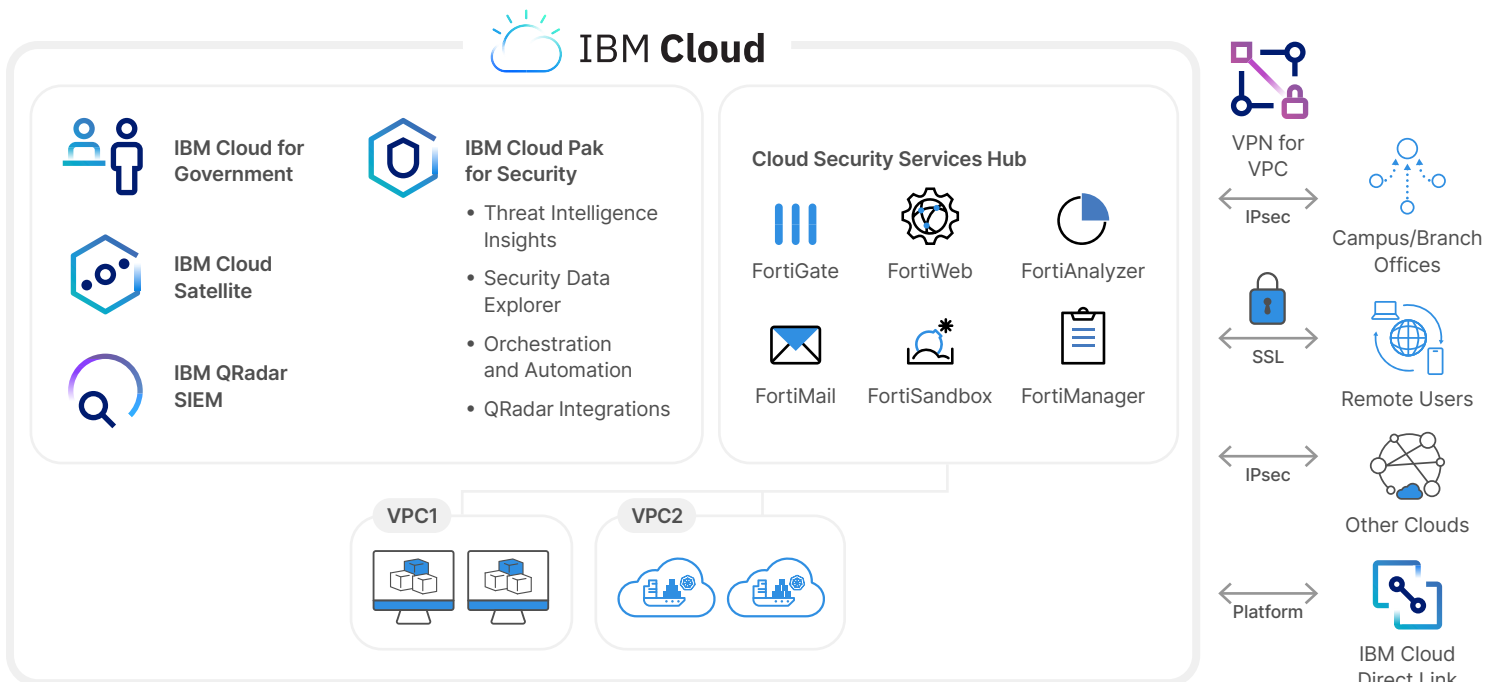 IBM Cloud
IBM Cloud for
Government
IBM Cloud
Satellite
IBM QRadar
SIEM
IBM Cloud Pak
for Security
• Threat Intelligence
Insights
• Security Data
Explorer
• Orchestration
and Automation
• QRadar Integrations
Cloud Security Services Hub
FortiGate
FortiWeb
FortiAnalyzer
FortiMail
FortiSandbox
FortiManager
VPC1
VPC2
VPN for
VPC
IPsec
Campus/Branch
Offices
SSL
Remote Users
IPsec
Other Clouds
Platform
IBM Cloud
Direct Link